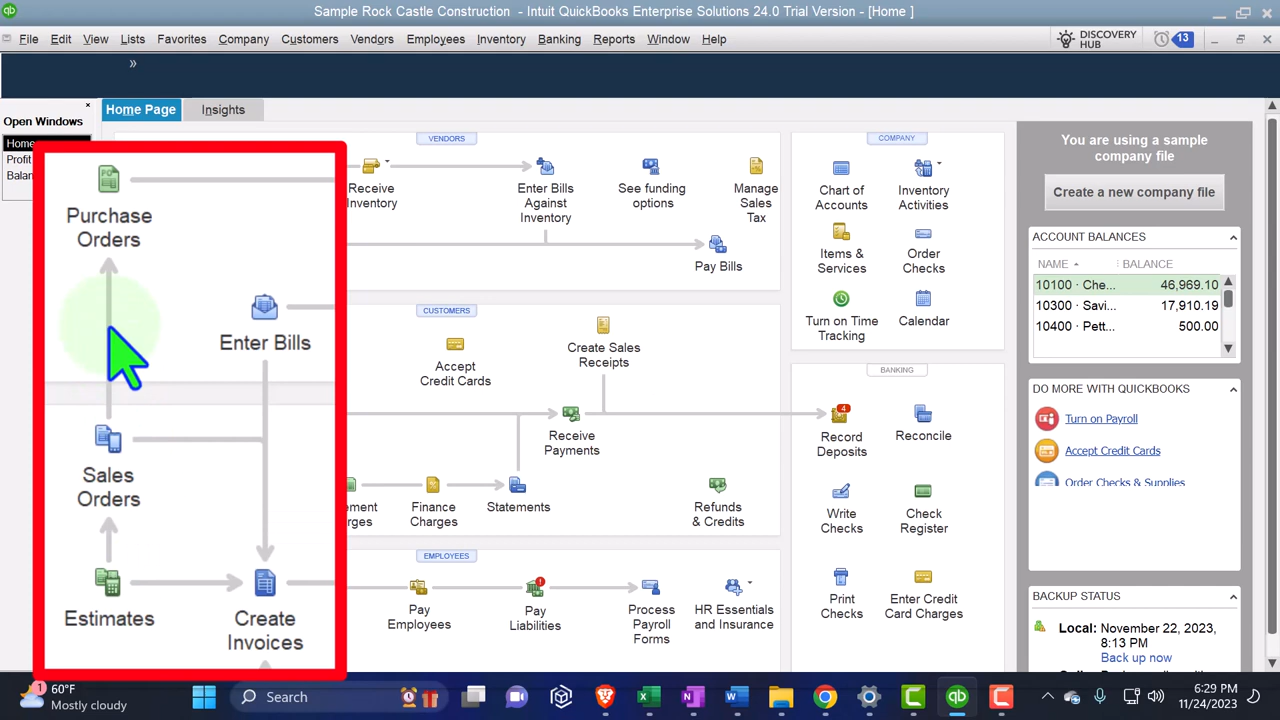 Sample Rock Castle Construction - Intuit QuickBooks Enterprise Solutions 24.0 Trial Version - [Home ]
File Edit View Lists Favorites Company Customers Vendors Employees Inventory Banking Reports Window Help
DISCOVERY
HUB
13
»
Open Windows
Home Page Insights
Home
Profit
Balan
Purchase
Orders
Enter Bills
Sales
Orders
Estimates
Create
Invoices
VENDORS
Receive
Inventory
Enter Bills
Against
Inventory
See funding
options
Manage
Sales
Tax
Pay Bills
CUSTOMERS
Accept
Credit Cards
Create Sales
Receipts
Receive
Payments
ement
arges
Finance
Charges
Statements
Refunds
& Credits
EMPLOYEES
Pay
Employees
Pay
Liabilities
Process
Payroll
Forms
HR Essentials
and Insurance
COMPANY
Chart of
Accounts
Inventory
Activities
Items &
Services
Order
Checks
Turn on Time
Tracking
Calendar
BANKING
4
Record
Deposits
Reconcile
Write
Checks
Check
Register
Print
Checks
Enter Credit
Card Charges
You are using a sample
company file
Create a new company file
ACCOUNT BALANCES
NAME BALANCE
10100 · Che... 46,969.10
10300 · Savi... 17,910.19
10400 · Pett... 500.00
DO MORE WITH QUICKBOOKS
Turn on Payroll
Accept Credit Cards
Order Checks & Supplies
BACKUP STATUS
Local: November 22, 2023,
8:13 PM
Back up now
1
60°F
Mostly cloudy
Search
6:29 PM
11/24/2023